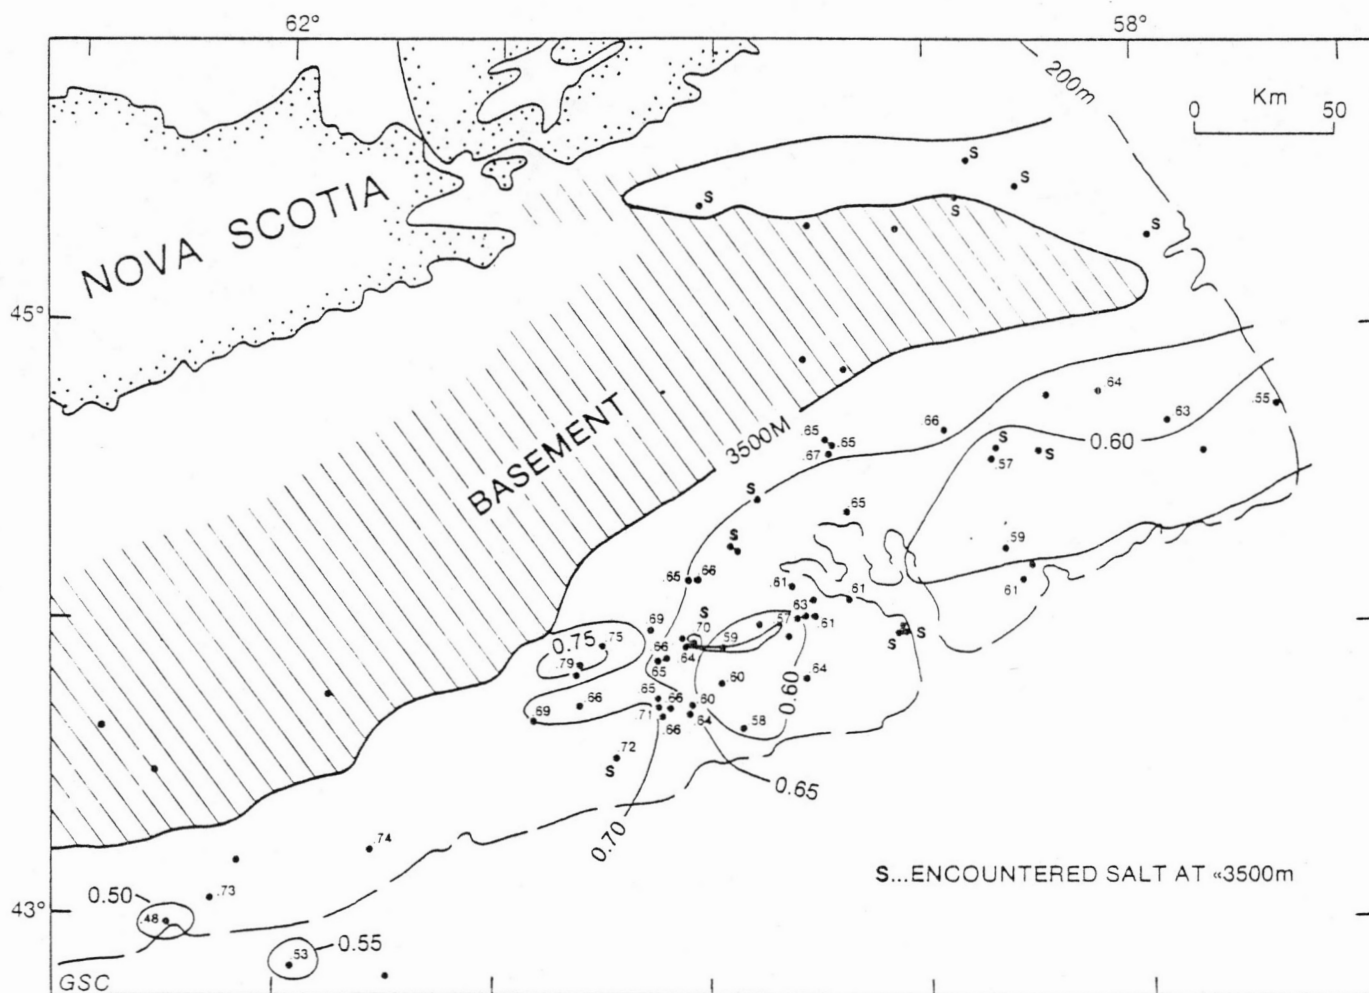 62°
58°
200m
Km
0 50
S
S
S
S
S
NOVA SCOTIA
45°
.64
.55
.63
.66
0.60
.65
.65
.67
3500M
S
.57
S
BASEMENT
S
.65
S
.59
.65
.66
.61
.61
.61
S
.63
.69
.70
.57
.61
S
S
.75
0.75
.59
.66
.64
.79
.65
.60
.64
.65
.66
.60
0.60
.66
.69
.71
.64
.66
.58
.72
S
0.65
0.70
.74
S...ENCOUNTERED SALT AT «3500m
.73
0.50
43°
.48
0.55
.53
GSC